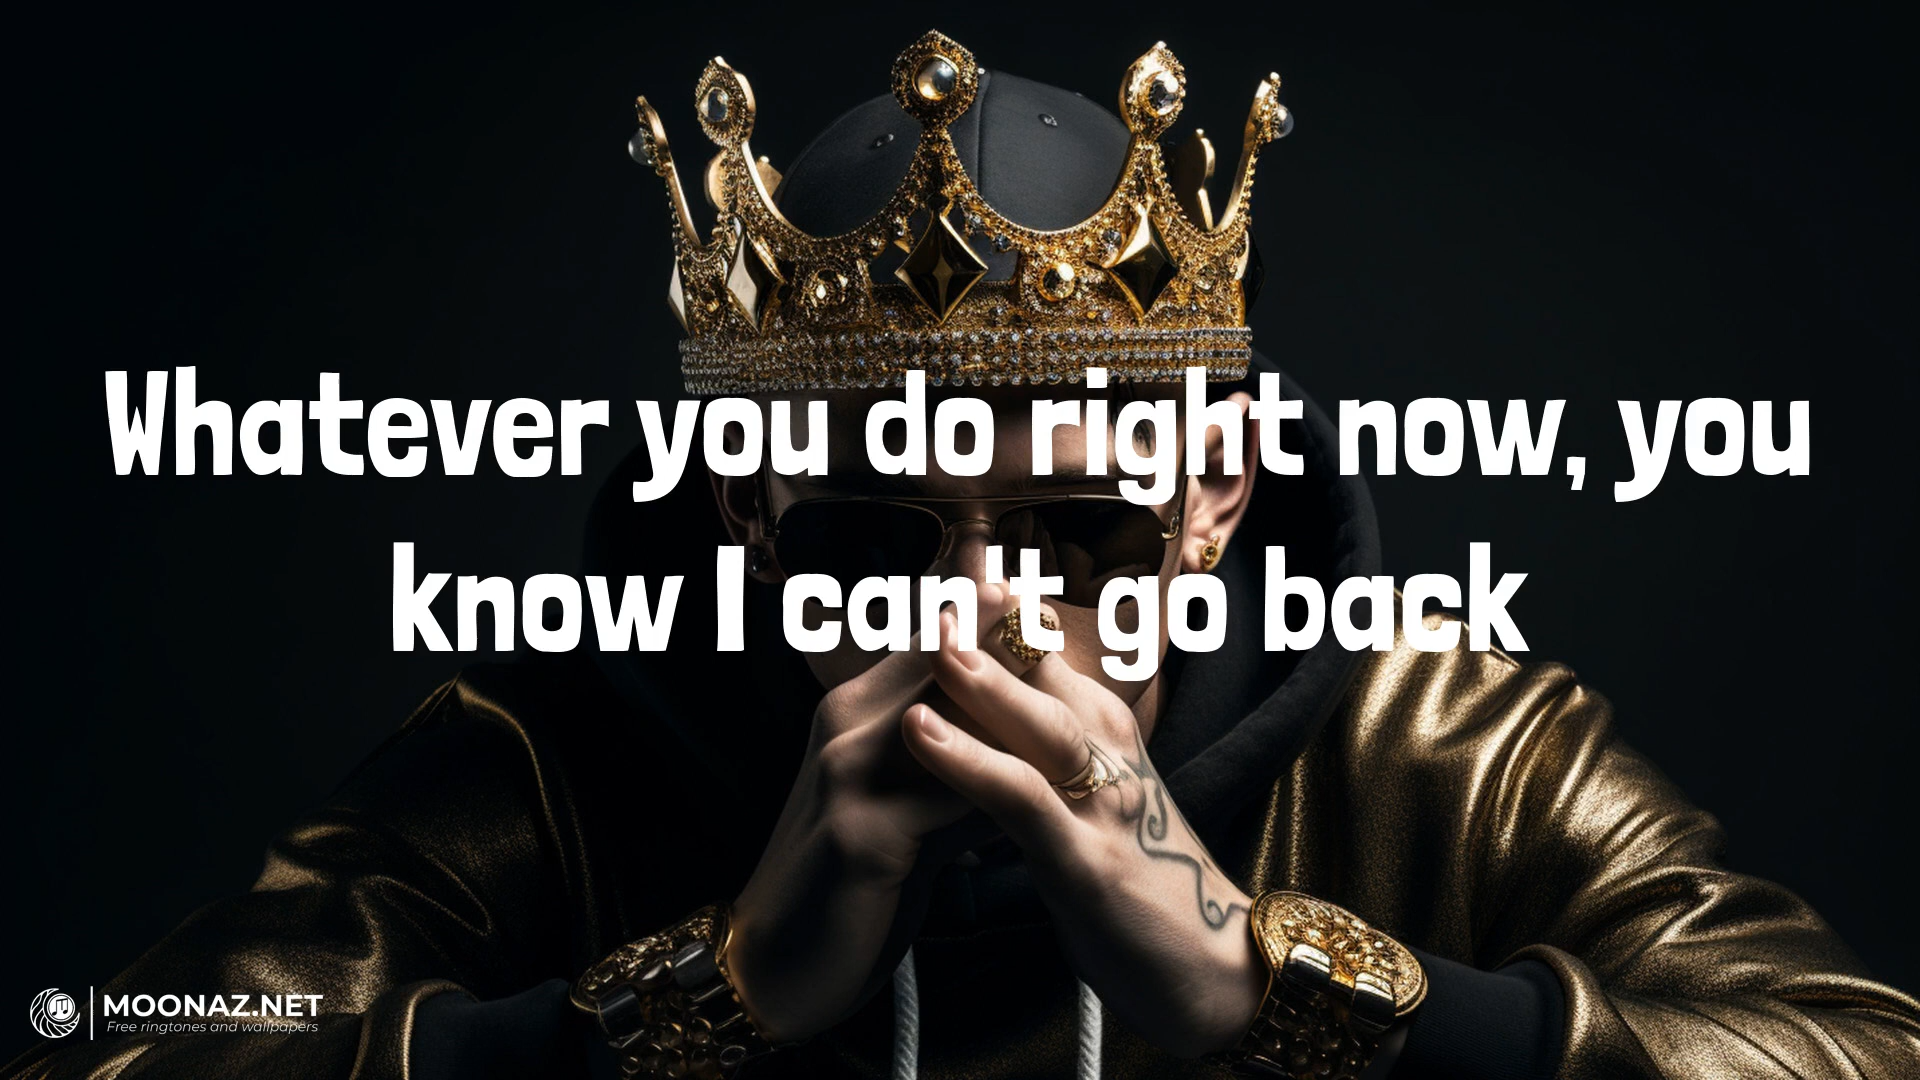 Whatever you do right now, you
know I can't go back
MOONAZ.NET
Free ringtones and wallpapers